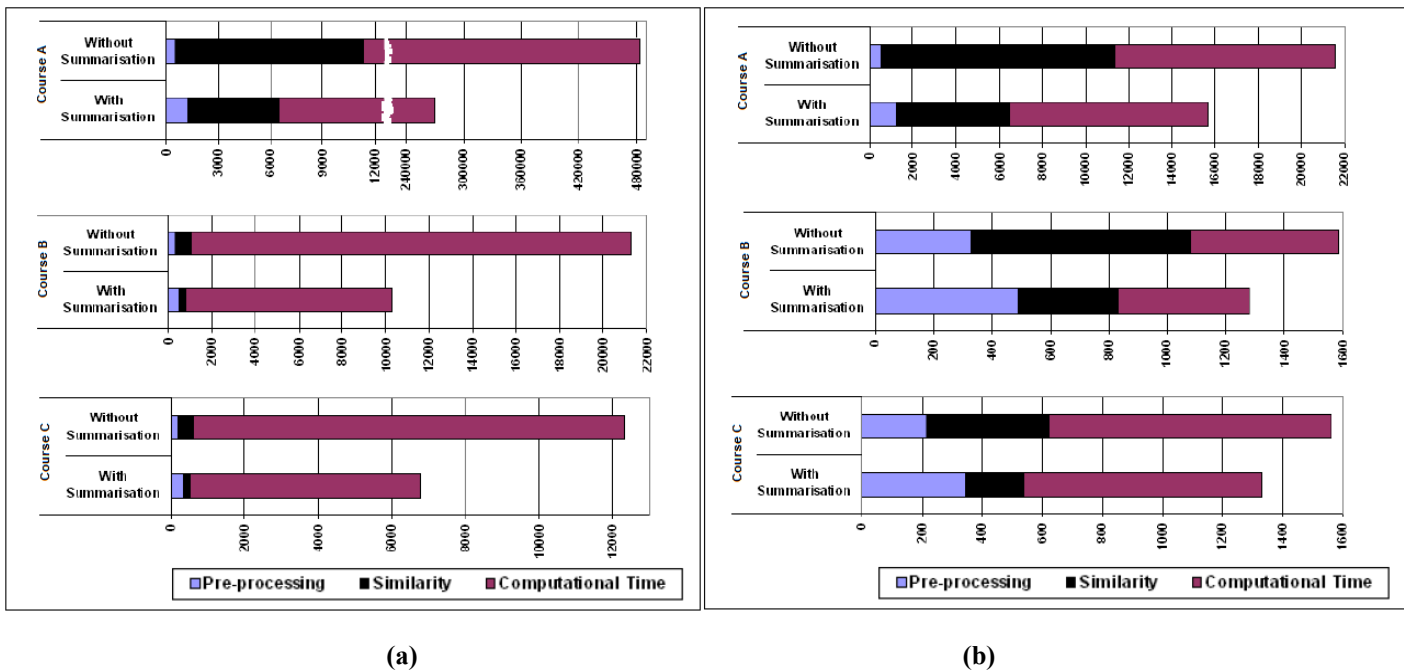 Course A
Without
Summarisation
With
Summarisation
0
3000
6000
9000
12000
240000
300000
360000
420000
480000
Course B
Without
Summarisation
With
Summarisation
0
2000
4000
6000
8000
10000
12000
14000
16000
18000
20000
22000
Course C
Without
Summarisation
With
Summarisation
0
2000
4000
6000
8000
10000
12000
Pre-processing Similarity Computational Time
(a)
Course A
Without
Summarisation
With
Summarisation
0
2000
4000
6000
8000
10000
12000
14000
16000
18000
20000
22000
Course B
Without
Summarisation
With
Summarisation
0
200
400
600
800
1000
1200
1400
1600
Course C
Without
Summarisation
With
Summarisation
0
200
400
600
800
1000
1200
1400
1600
Pre-processing Similarity Computational Time
(b)